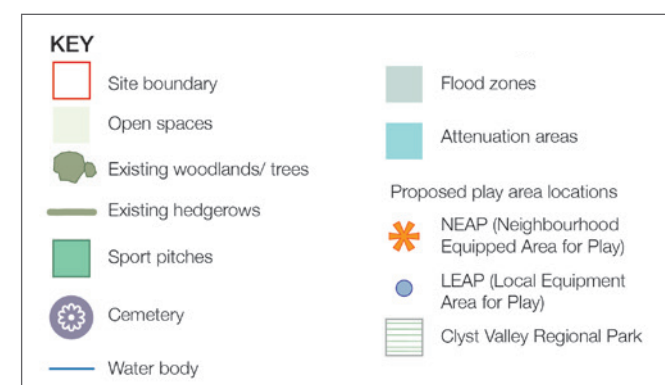 KEY
Site boundary
Open spaces
Existing woodlands/ trees
Existing hedgerows
Sport pitches
Cemetery
Water body
Flood zones
Attenuation areas
Proposed play area locations
NEAP (Neighbourhood
Equipped Area for Play)
LEAP (Local Equipment
Area for Play)
Clyst Valley Regional Park